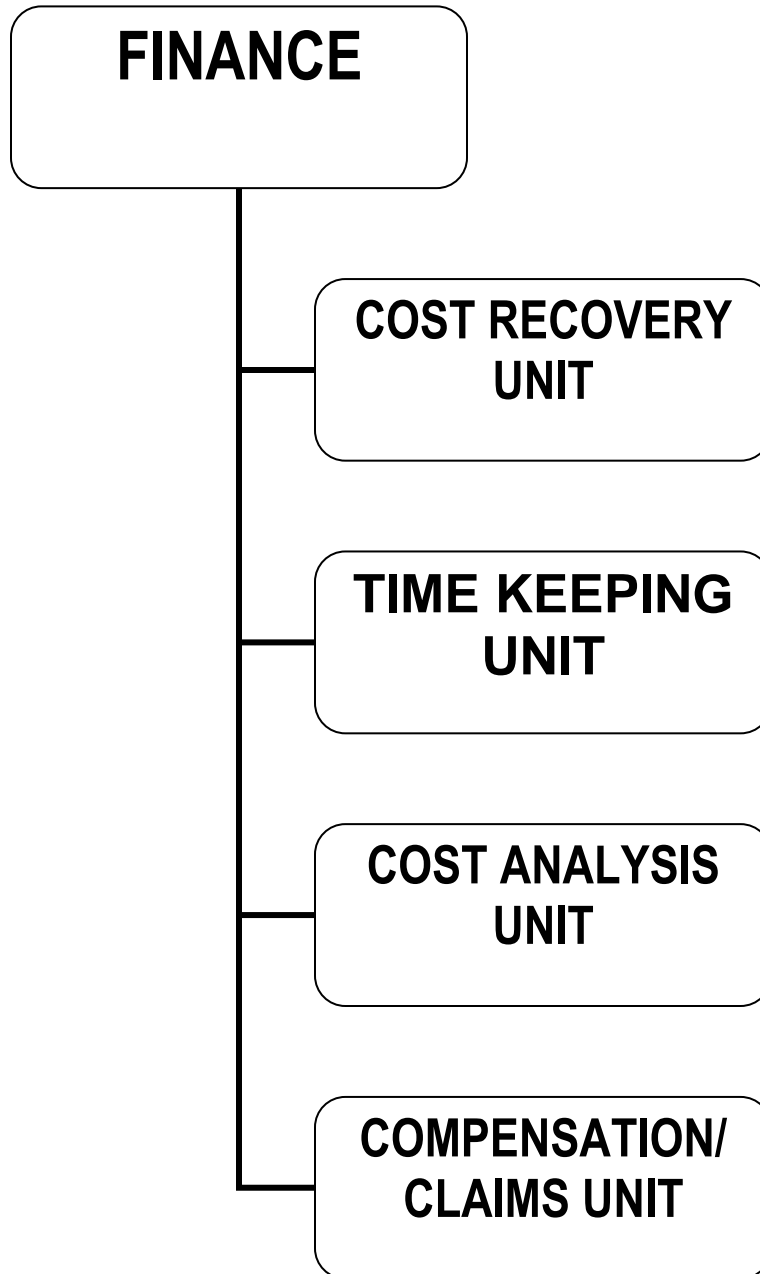 FINANCE
COST RECOVERY
UNIT
TIME KEEPING
UNIT
COST ANALYSIS
UNIT
COMPENSATION/
CLAIMS UNIT